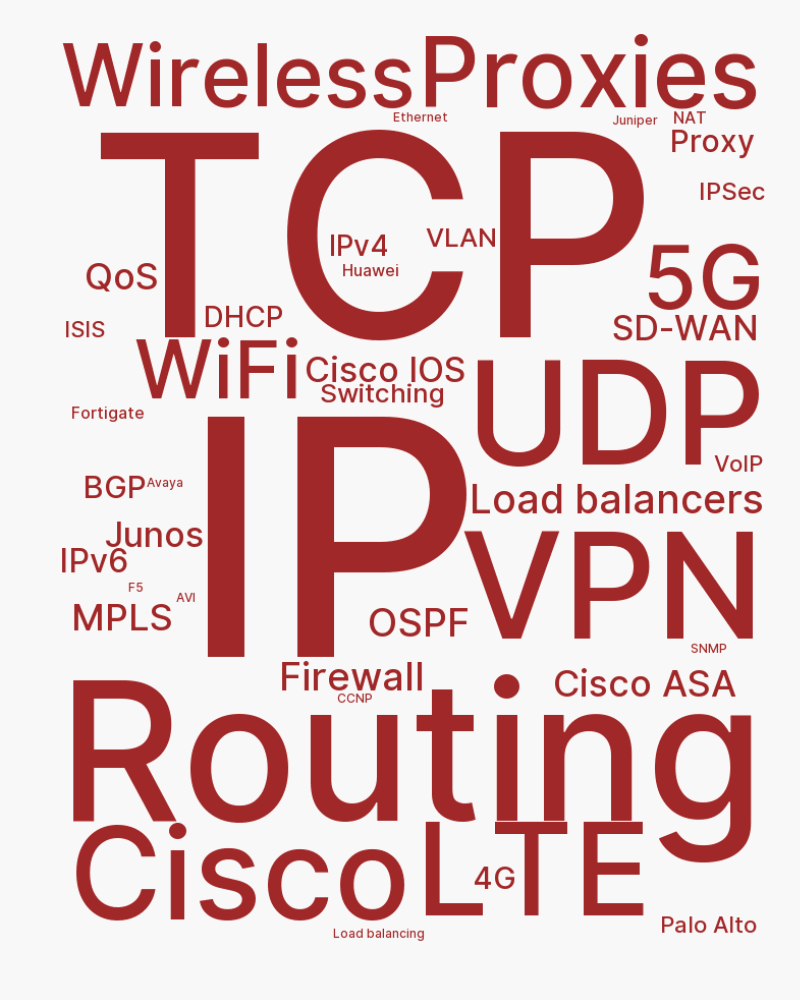 Wireless
Proxies
Ethernet
Juniper
NAT
Proxy
TCP
IPSec
IPv4
VLAN
Huawei
QoS
5G
DHCP
ISIS
SD-WAN
WiFi
Cisco IOS
Switching
UDP
Fortigate
IP
VoIP
BGP
Avaya
Load balancers
Junos
IPv6
VPN
F5
AVI
MPLS
OSPF
SNMP
Firewall
Cisco ASA
CCNP
Routing
Cisco
LTE
4G
Palo Alto
Load balancing